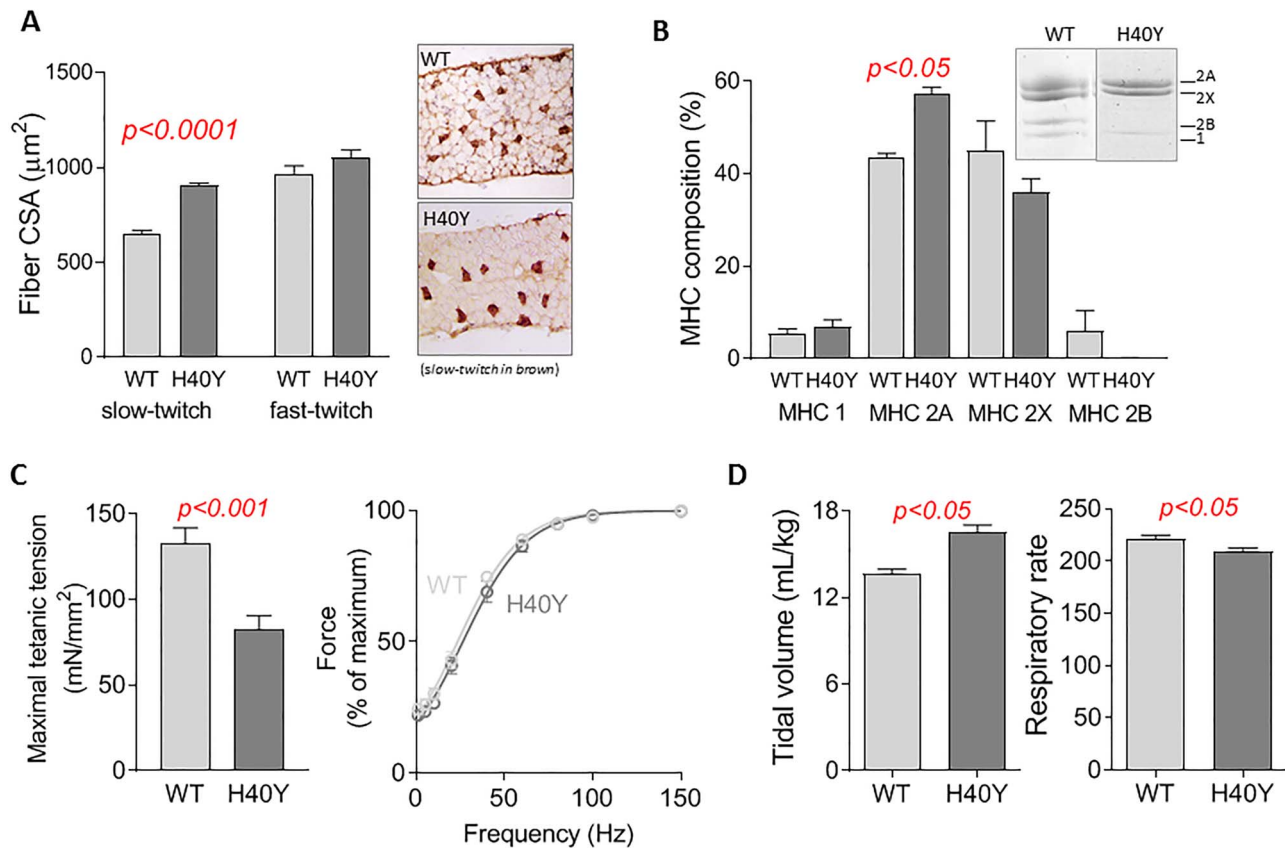 A
Fiber CSA (μm²)
1500
1000
500
0
p<0.0001
WT H40Y WT H40Y
slow-twitch fast-twitch
WT
H40Y
(slow-twitch in brown)
B
MHC composition (%)
60
40
20
0
p<0.05
WT H40Y
2A
2X
2B
1
WT H40Y WT H40Y WT H40Y WT H40Y
MHC 1 MHC 2A MHC 2X MHC 2B
C
Maximal tetanic tension
(mN/mm²)
150
100
50
0
p<0.001
WT H40Y
Force
(% of maximum)
100
50
0
WT
H40Y
0 50 100 150
Frequency (Hz)
D
Tidal volume (mL/kg)
18
12
6
0
p<0.05
WT H40Y
Respiratory rate
250
200
150
100
50
0
p<0.05
WT H40Y